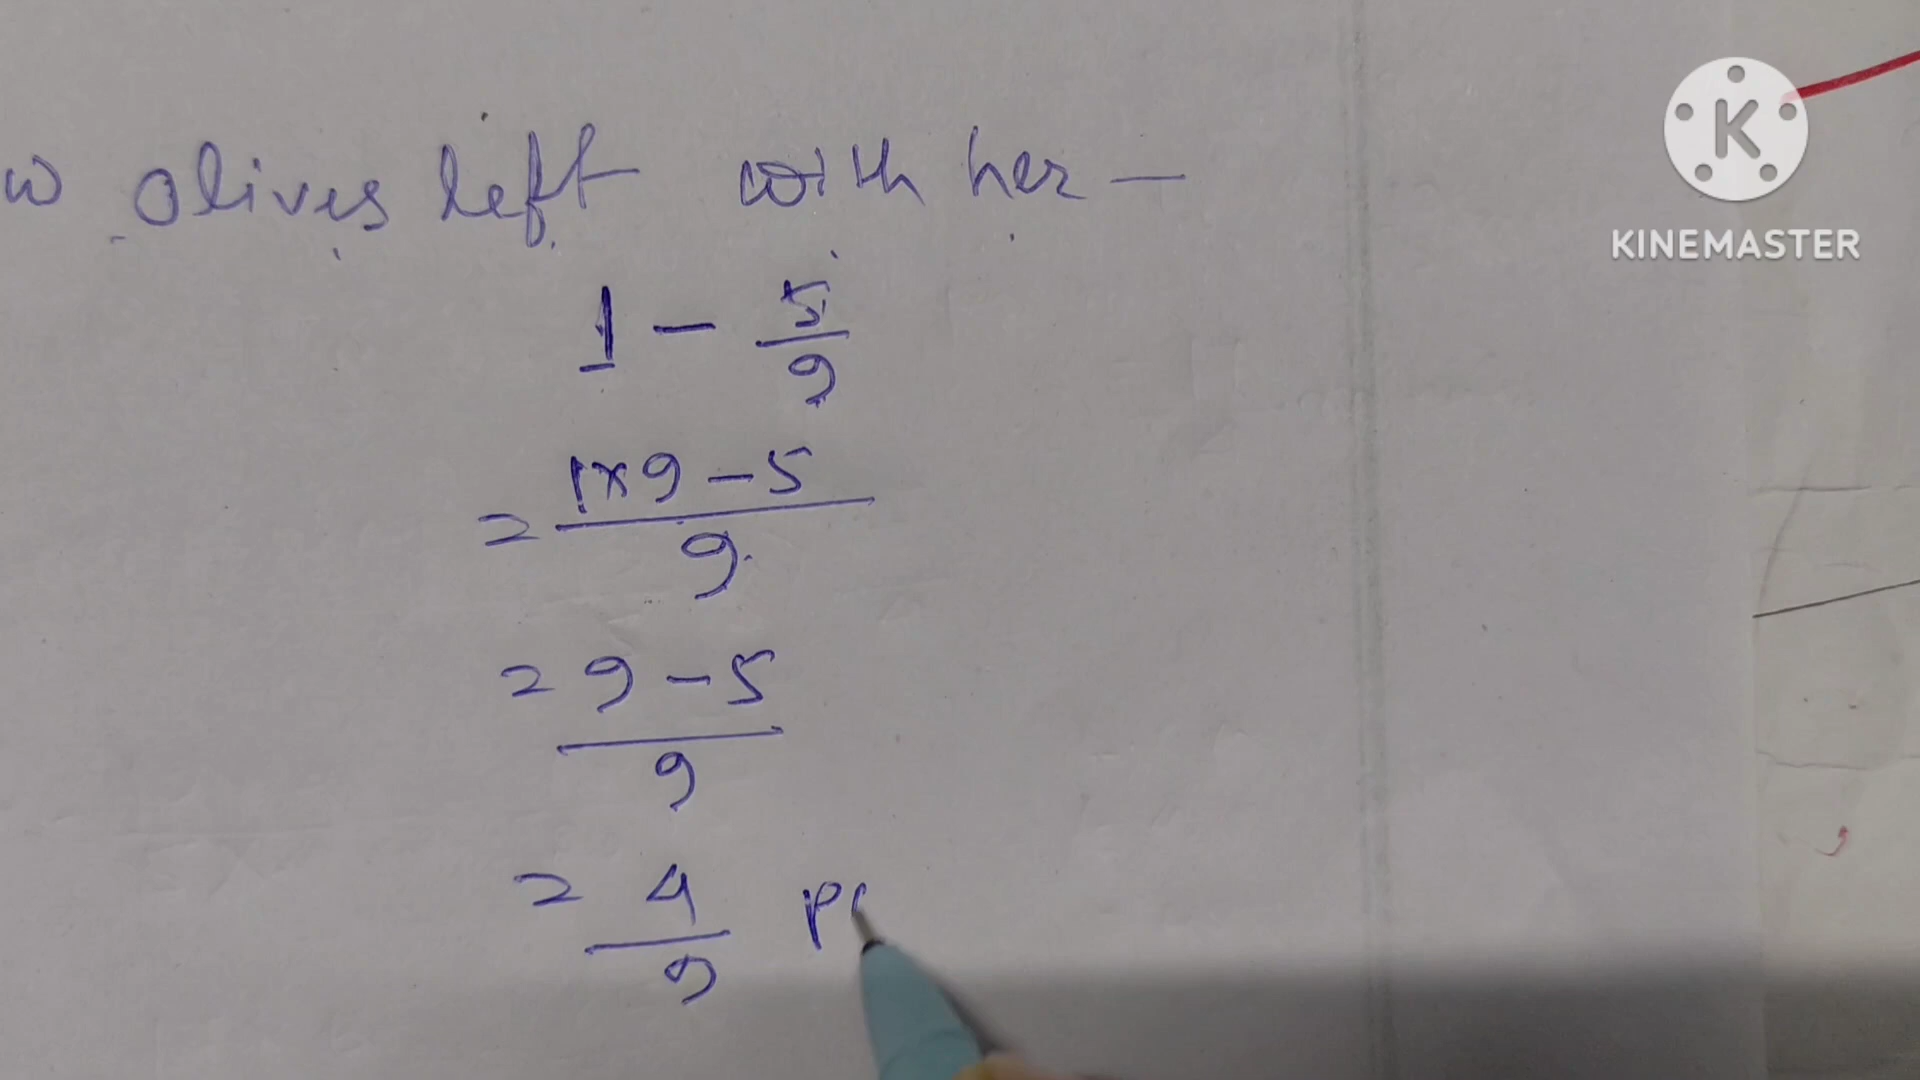 w olives left with her —
K
KINEMASTER
1 - 5/9
= 1×9-5/9
= 9-5/9
= 4/9